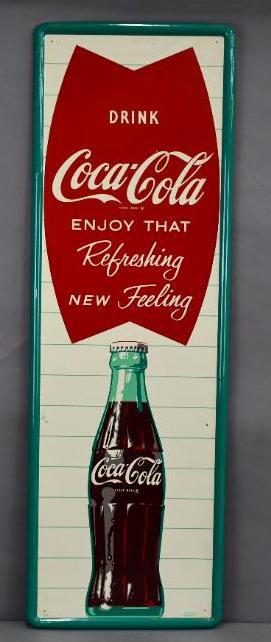 DRINK
Coca-Cola
ENJOY THAT
Refreshing
NEW Feeling
Coca-Cola